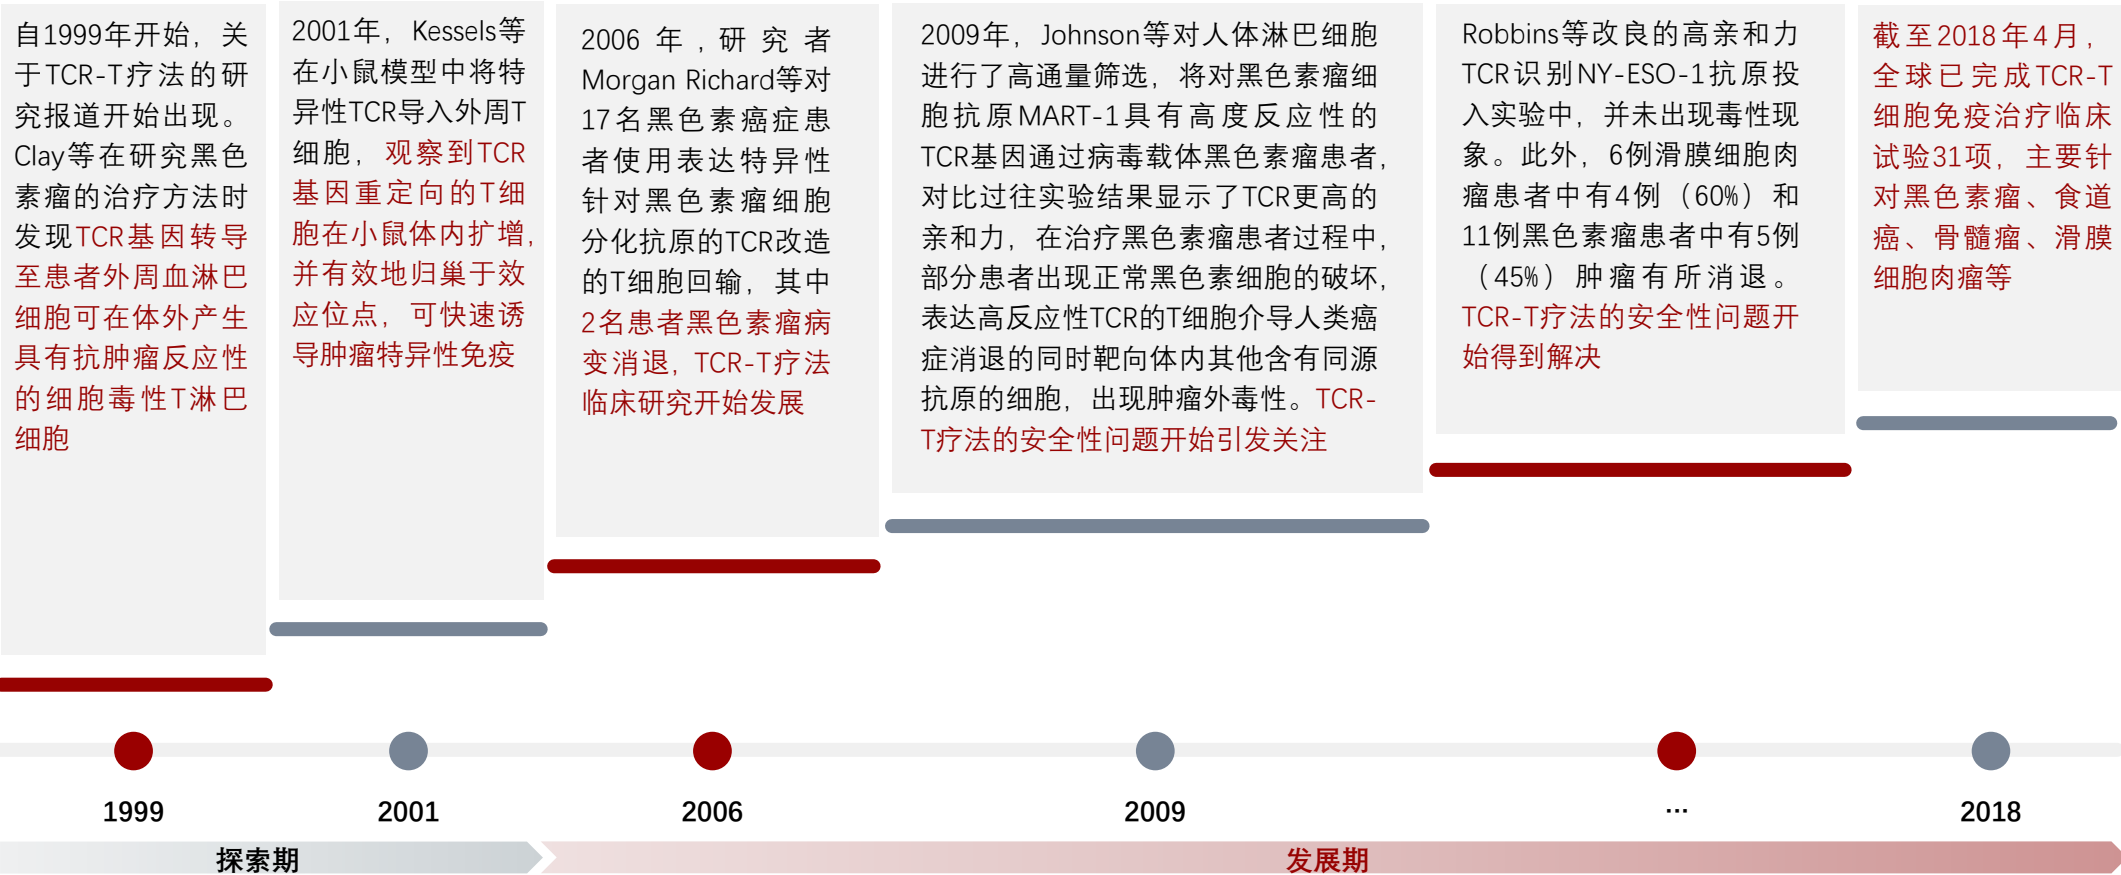 自1999年开始，关
于TCR-T疗法的研
究报道开始出现。
Clay等在研究黑色
素瘤的治疗方法时
发现TCR基因转导
至患者外周血淋巴
细胞可在体外产生
具有抗肿瘤反应性
的细胞毒性T淋巴
细胞
2001年，Kessels等
在小鼠模型中将特
异性TCR导入外周T
细胞，观察到TCR
基因重定向的T细
胞在小鼠体内扩增，
并有效地归巢于效
应位点，可快速诱
导肿瘤特异性免疫
2006年，研究者
Morgan Richard等对
17名黑色素癌症患
者使用表达特异性
针对黑色素瘤细胞
分化抗原的TCR改造
的T细胞回输，其中
2名患者黑色素瘤病
变消退，TCR-T疗法
临床研究开始发展
2009年，Johnson等对人体淋巴细胞
进行了高通量筛选，将对黑色素瘤细
胞抗原MART-1具有高度反应性的
TCR基因通过病毒载体黑色素瘤患者，
对比过往实验结果显示了TCR更高的
亲和力，在治疗黑色素瘤患者过程中，
部分患者出现正常黑色素细胞的破坏，
表达高反应性TCR的T细胞介导人类癌
症消退的同时靶向体内其他含有同源
抗原的细胞，出现肿瘤外毒性。TCR-
T疗法的安全性问题开始引发关注
Robbins等改良的高亲和力
TCR识别NY-ESO-1抗原投
入实验中，并未出现毒性现
象。此外，6例滑膜细胞肉
瘤患者中有4例（60%）和
11例黑色素瘤患者中有5例
（45%）肿瘤有所消退。
TCR-T疗法的安全性问题开
始得到解决
截至2018年4月，
全球已完成TCR-T
细胞免疫治疗临床
试验31项，主要针
对黑色素瘤、食道
癌、骨髓瘤、滑膜
细胞肉瘤等
1999
2001
2006
2009
...
2018
探索期
发展期